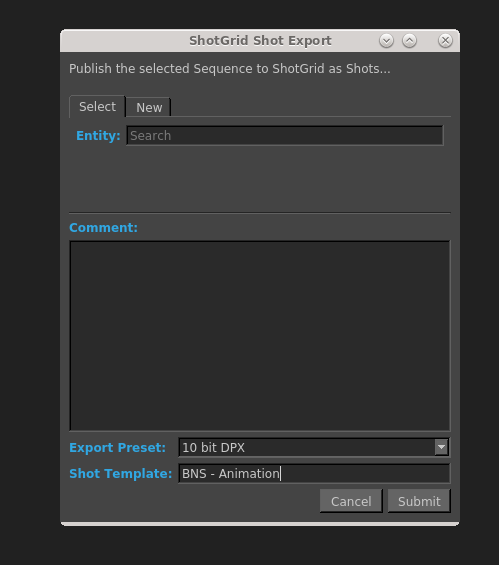 ShotGrid Shot Export
Publish the selected Sequence to ShotGrid as Shots...
Select New
Entity: Search
Comment:
Export Preset: 10 bit DPX
Shot Template: BNS - Animation
Cancel Submit